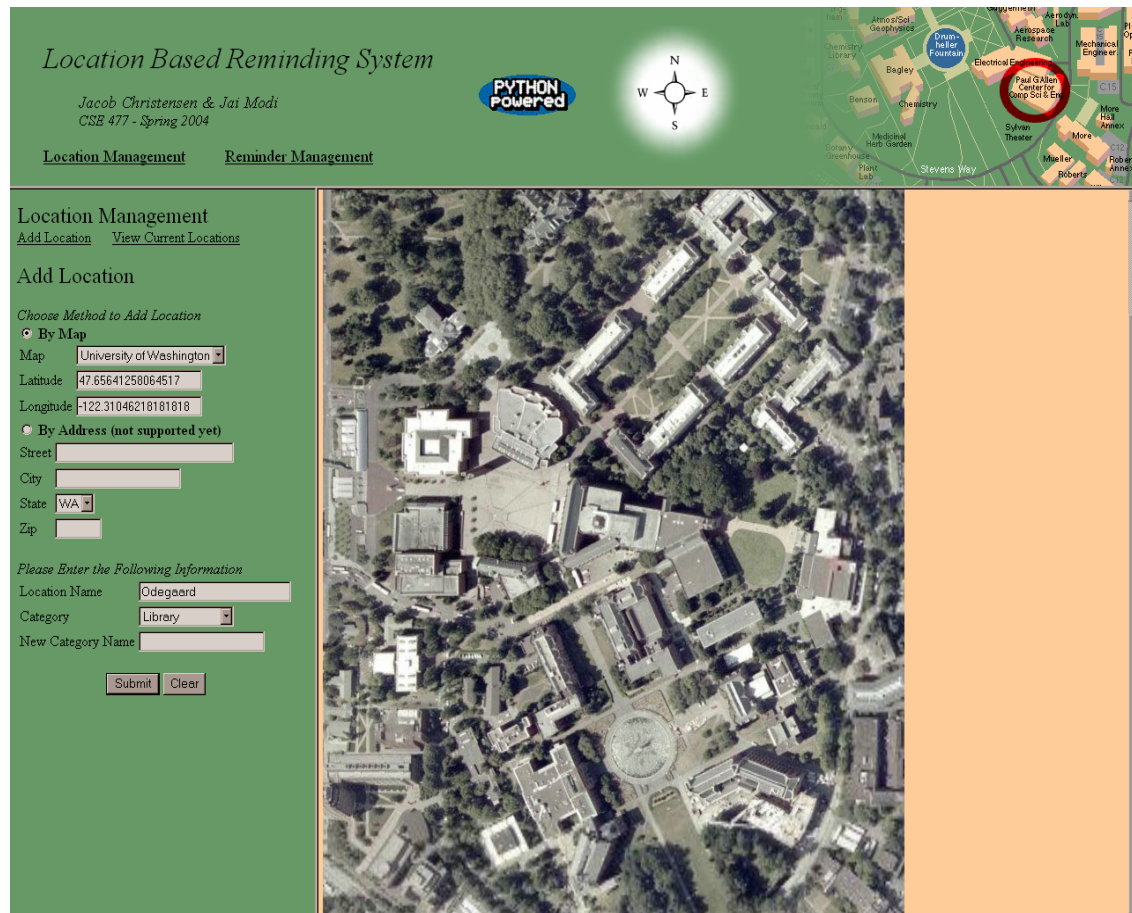 Location Based Reminding System
Jacob Christensen & Jai Modi
CSE 477 - Spring 2004
Location Management Reminder Management
PYTHON
powered
N
W E
S
Atmos/Sci.
Geophysics
Guggenheim
Aerodyn.
Lab
Aerospace
Research
Chemistry
Library
Drum-
heller
Fountain
Mechanical
Engineer.
Electrical Engineering
Bagley
Paul G Allen
Center for
Comp Sci & Eng
C15
Benson
Chemistry
More
Hall
Annex
Sylvan
Theater
More
Medicinal
Herb Garden
C12
Botany
Greenhouse
Mueller
Plant
Lab
Stevens Way
Roberts
C12
Location Management
Add Location View Current Locations
Add Location
Choose Method to Add Location
By Map
Map University of Washington
Latitude 47.65641258064517
Longitude -122.31046218181818
By Address (not supported yet)
Street
City
State WA
Zip
Please Enter the Following Information
Location Name Odegaard
Category Library
New Category Name
Submit Clear